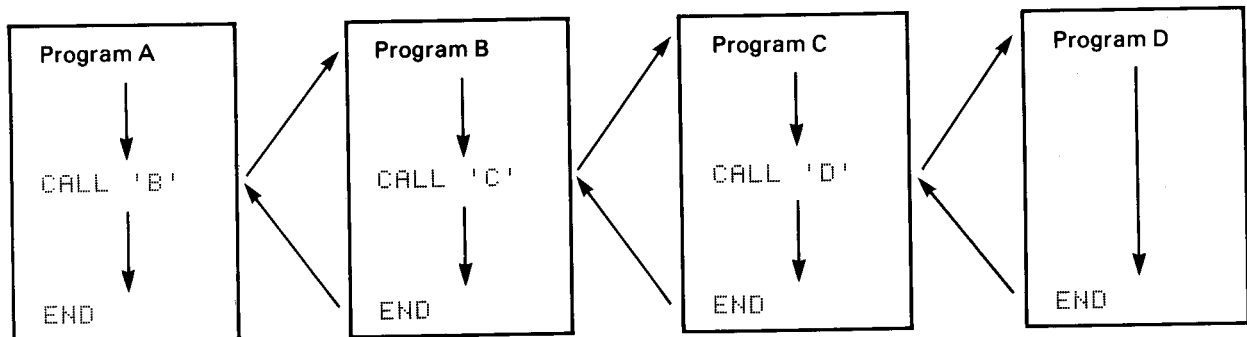 Program A
CALL 'B'
END
Program B
CALL 'C'
END
Program C
CALL 'D'
END
Program D
END